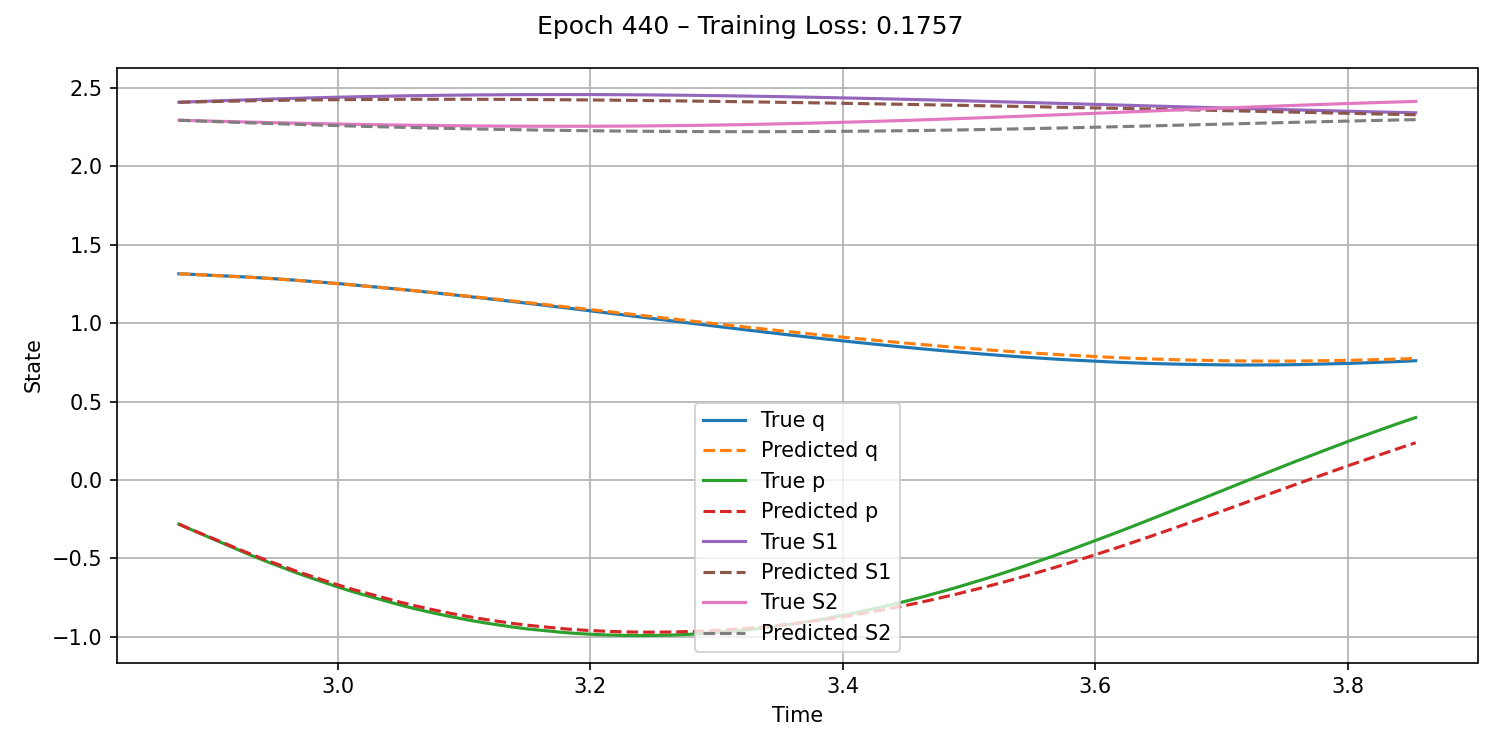 Epoch 440 – Training Loss: 0.1757
2.5
2.0
1.5
1.0
0.5
0.0
−0.5
−1.0
State
True q
Predicted q
True p
Predicted p
True S1
Predicted S1
True S2
Predicted S2
3.0 3.2 3.4 3.6 3.8
Time